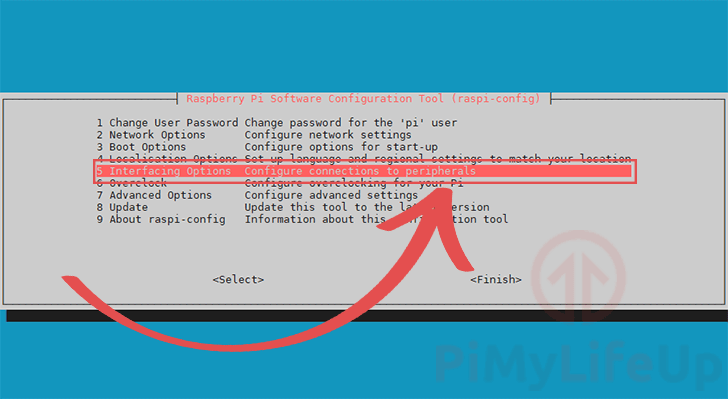 Raspberry Pi Software Configuration Tool (raspi-config)
1 Change User Password Change password for the 'pi' user
2 Network Options Configure network settings
3 Boot Options Configure options for start-up
4 Localisation Options Set up language and regional settings to match your location
5 Interfacing Options Configure connections to peripherals
6 Overclock Configure overclocking for your Pi
7 Advanced Options Configure advanced settings
8 Update Update this tool to the latest version
9 About raspi-config Information about this configuration tool
<Select> <Finish>
PiMyLifeUp